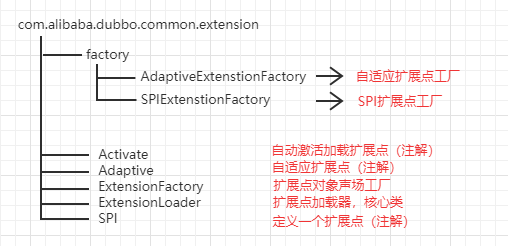 com.alibaba.dubbo.common.extension
factory
AdaptiveExtenstionFactory 自适应扩展点工厂
SPIExtenstionFactory SPI扩展点工厂
Activate 自动激活加载扩展点（注解）
Adaptive 自适应扩展点（注解）
ExtensionFactory 扩展点对象声场工厂
ExtensionLoader 扩展点加载器，核心类
SPI 定义一个扩展点（注解）